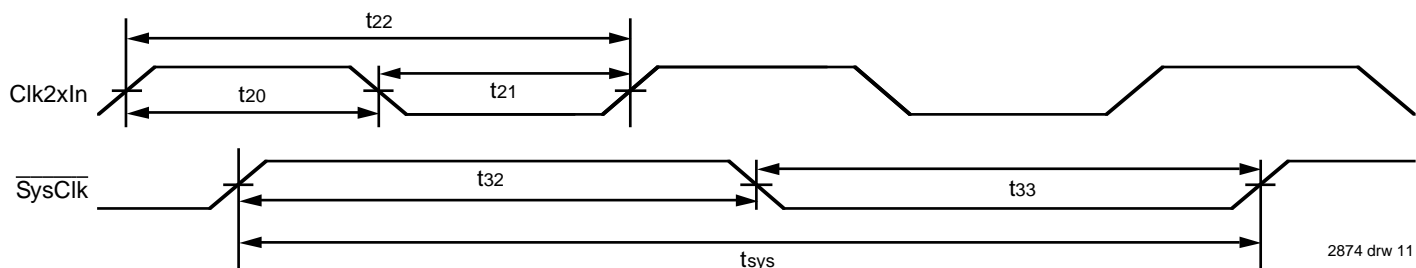 t22
Clk2xIn
t20
t21
SysClk
t32
t33
tsys
2874 drw 11